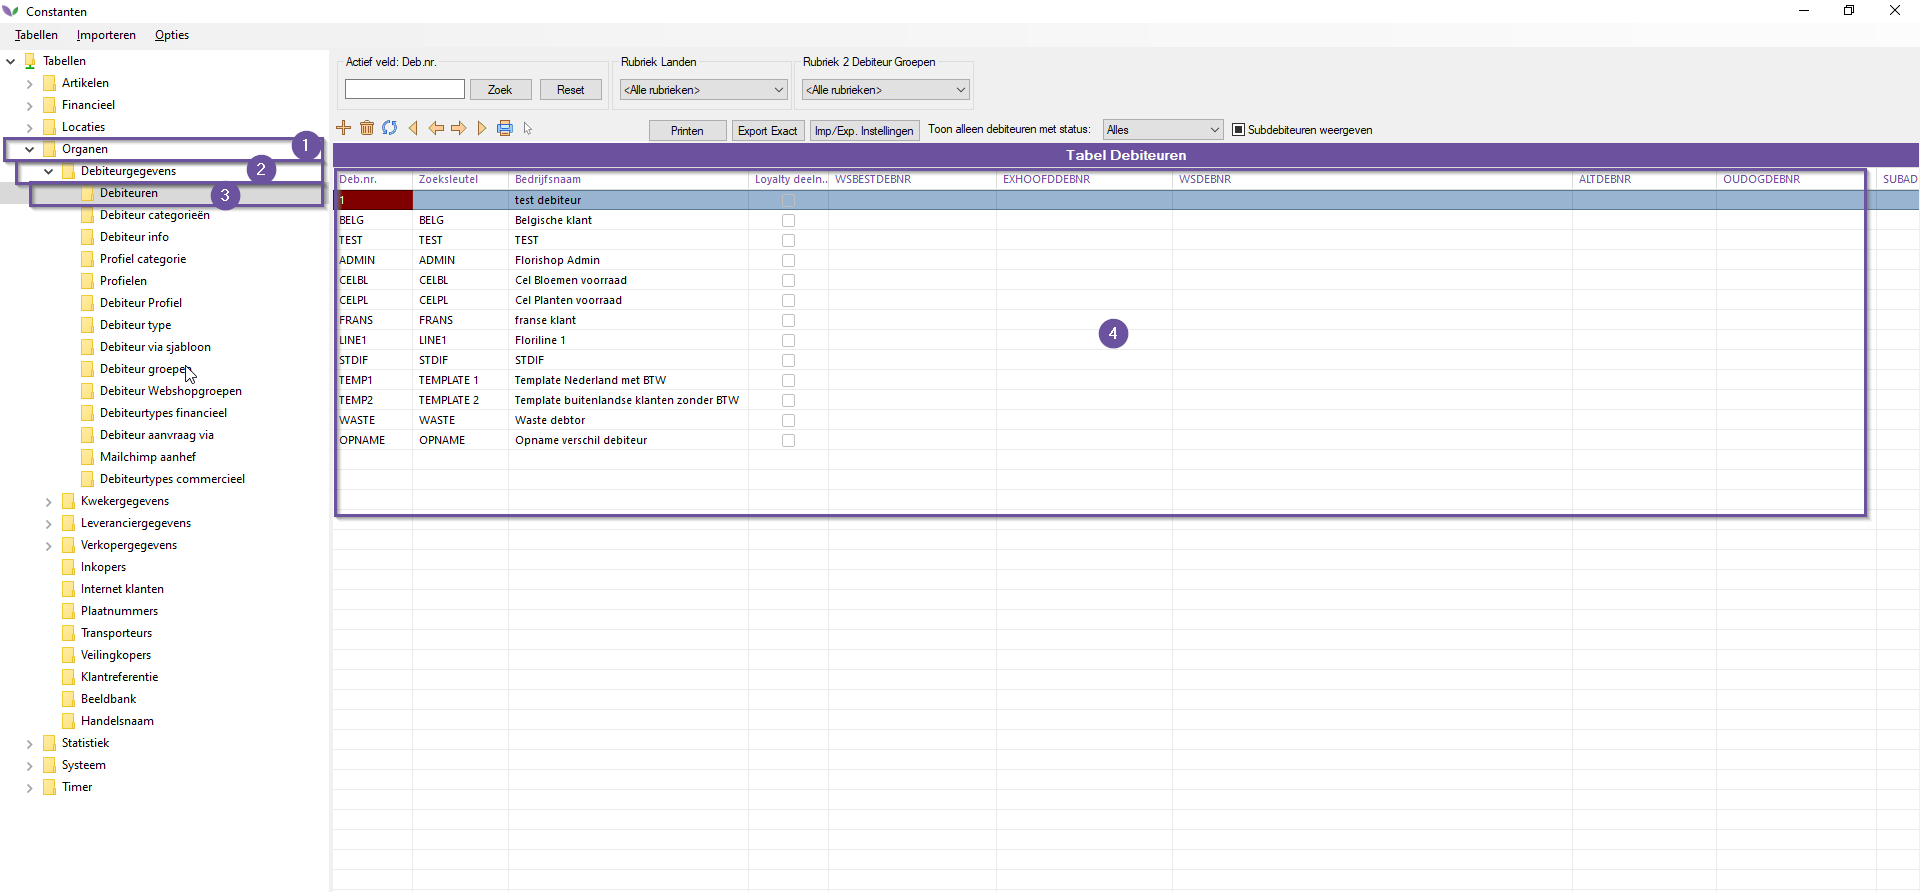 Constanten
Tabellen Importeren Opties
Tabellen
Artikelen
Financieel
Locaties
Organen 1
Debiteurgegevens 2
Debiteuren 3
Debiteur categorieën
Debiteur info
Profiel categorie
Profielen
Debiteur Profiel
Debiteur type
Debiteur via sjabloon
Debiteur groepen
Debiteur Webshopgroepen
Debiteurtypes financieel
Debiteur aanvraag via
Mailchimp aanhef
Debiteurtypes commercieel
Kwekergegevens
Leveranciergegevens
Verkopergegevens
Inkopers
Internet klanten
Plaatnummers
Transporteurs
Veilingkopers
Klantreferentie
Beeldbank
Handelsnaam
Statistiek
Systeem
Timer
Actief veld: Deb.nr. Rubriek Landen Rubriek 2 Debiteur Groepen
Zoek Reset <Alle rubrieken> <Alle rubrieken>
Printen Export Exact Imp/Exp. Instellingen Toon alleen debiteuren met status: Alles Subdebiteuren weergeven
Tabel Debiteuren
Deb.nr. Zoeksleutel Bedrijfsnaam Loyalty deeln.. WSBESTDEBNR EXHOOFDDEBNR WSDEBNR ALTDEBNR OUDOGDEBNR SUBAD
1 test debiteur
BELG BELG Belgische klant
TEST TEST TEST
ADMIN ADMIN Florishop Admin
CELBL CELBL Cel Bloemen voorraad
CELPL CELPL Cel Planten voorraad
FRANS FRANS franse klant
LINE1 LINE1 Floriline 1
STDIF STDIF STDIF
TEMP1 TEMPLATE 1 Template Nederland met BTW
TEMP2 TEMPLATE 2 Template buitenlandse klanten zonder BTW
WASTE WASTE Waste debtor
OPNAME OPNAME Opname verschil debiteur
4